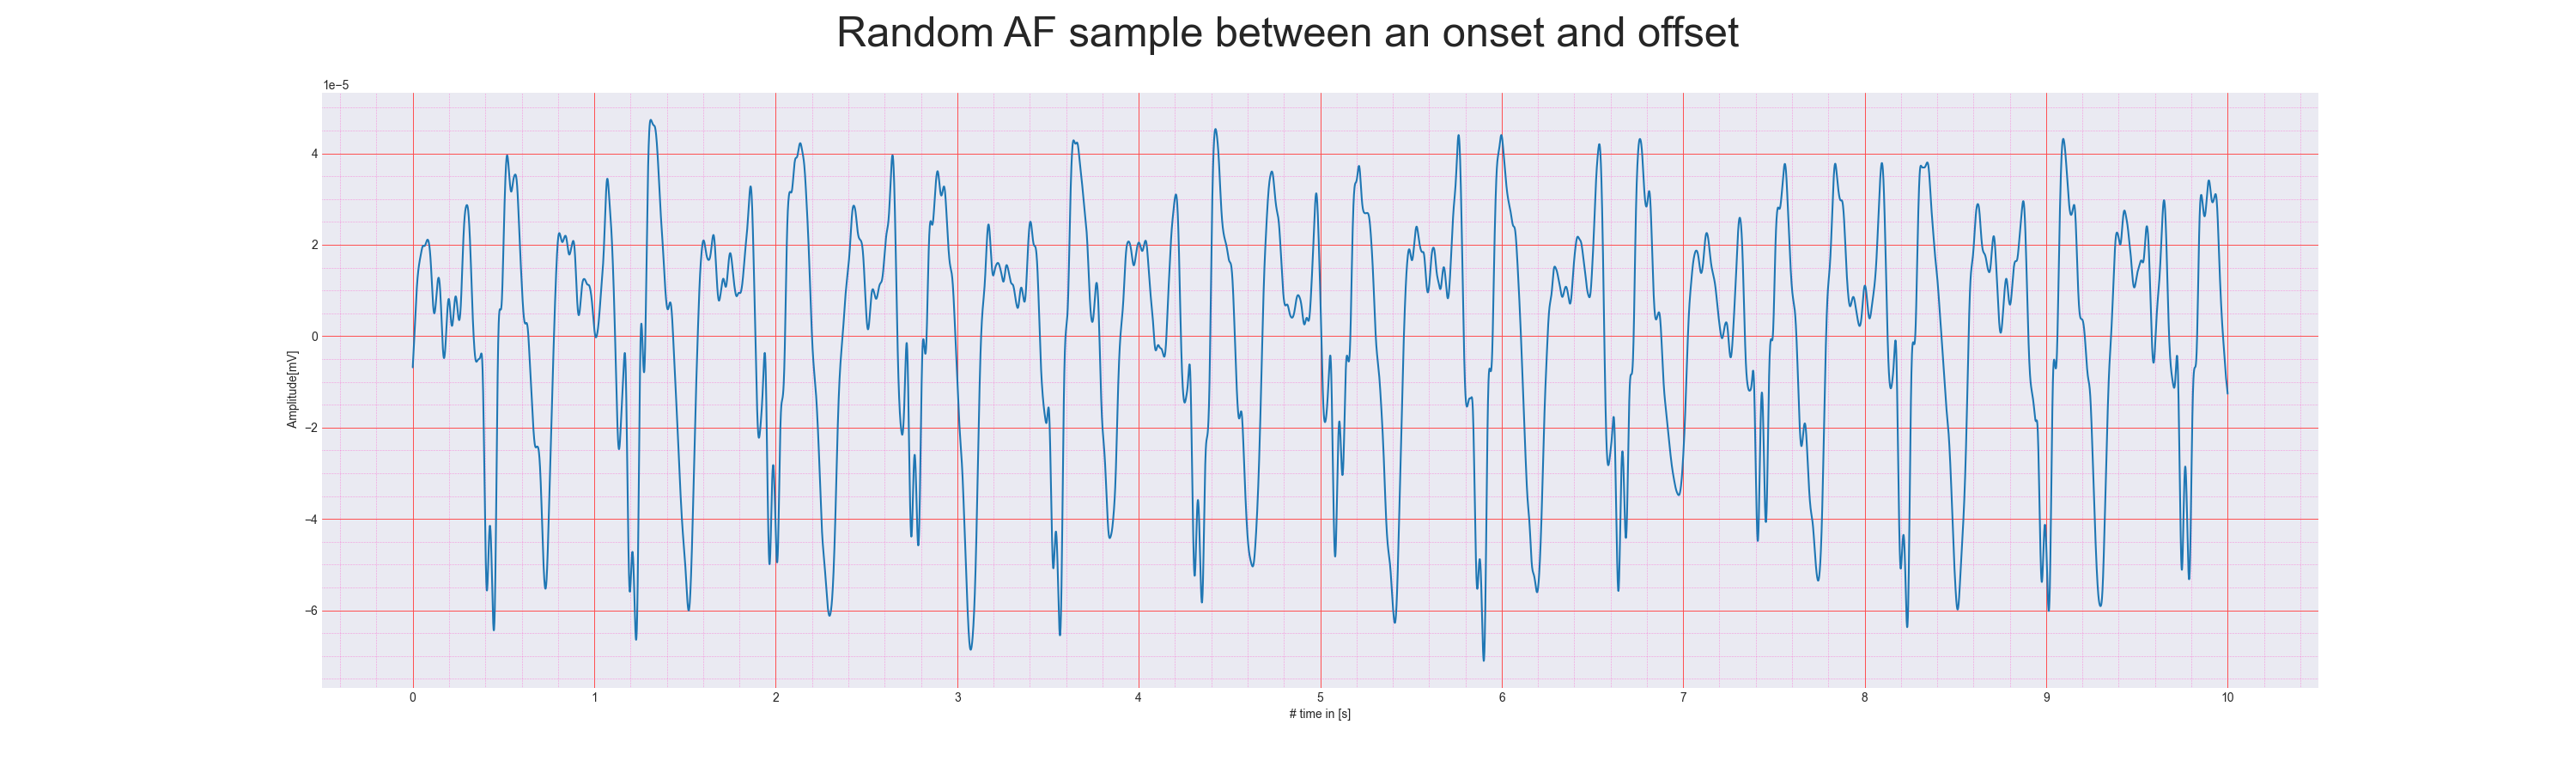 Random AF sample between an onset and offset
1e−5
4
2
0
−2
−4
−6
Amplitude[mV]
0 1 2 3 4 5 6 7 8 9 10
# time in [s]